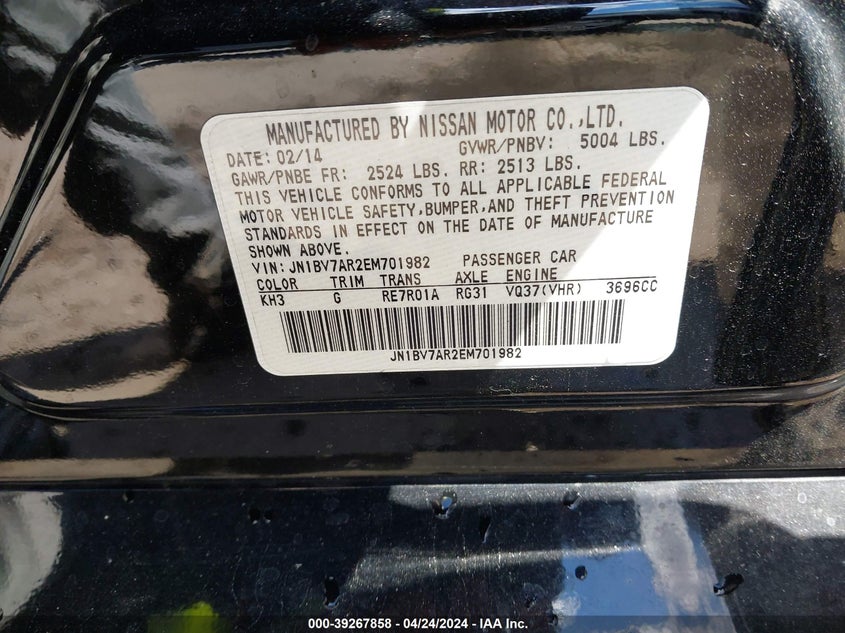 MANUFACTURED BY NISSAN MOTOR CO.,LTD.
DATE: 02/14 GVWR/PNBV: 5004 LBS.
GAWR/PNBE FR: 2524 LBS. RR: 2513 LBS.
THIS VEHICLE CONFORMS TO ALL APPLICABLE FEDERAL
MOTOR VEHICLE SAFETY,BUMPER,AND THEFT PREVENTION
STANDARDS IN EFFECT ON THE DATE OF MANUFACTURE
SHOWN ABOVE.
VIN: JN1BV7AR2EM701982 PASSENGER CAR
COLOR TRIM TRANS AXLE ENGINE
KH3 G RE7R01A RG31 VQ37(VHR) 3696CC
JN1BV7AR2EM701982
000-39267858 - 04/24/2024 - IAA Inc.